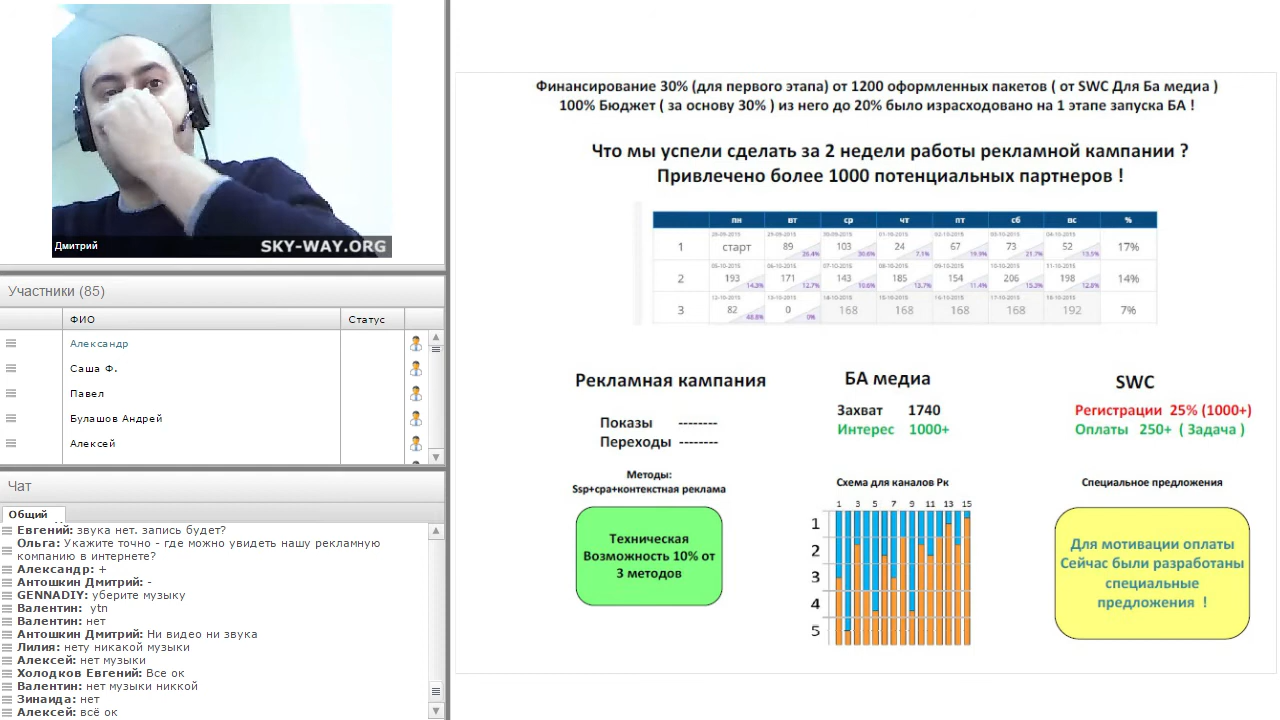 Дмитрий
SKY-WAY.ORG
Участники (85)
ФИО Статус
Александр
Саша Ф.
Павел
Булашов Андрей
Алексей
Чат
Общий
Евгений: звука нет. запись будет?
Ольга: Укажите точно - где можно увидеть нашу рекламную
компанию в интернете?
Александр: +
Антошкин Дмитрий: -
GENNADIY: уберите музыку
Валентин: ytn
Валентин: нет
Антошкин Дмитрий: Ни видео ни звука
Лилия: нету никакой музыки
Алексей: нет музыки
Холодков Евгений: Все ок
Валентин: нет музыки никкой
Зинаида: нет
Алексей: всё ок
Финансирование 30% (для первого этапа) от 1200 оформленных пакетов ( от SWC Для Ба медиа )
100% Бюджет ( за основу 30% ) из него до 20% было израсходовано на 1 этапе запуска БА !
Что мы успели сделать за 2 недели работы рекламной кампании ?
Привлечено более 1000 потенциальных партнеров !
пн вт ср чт пт сб вс %
1 старт 89 103 24 67 73 52 17%
2 193 171 143 185 154 206 198 14%
3 82 0 168 168 168 168 192 7%
Рекламная кампания
Показы --------
Переходы --------
Методы:
Ssp+cpa+контекстная реклама
Техническая
Возможность 10% от
3 методов
БА медиа
Захват 1740
Интерес 1000+
Схема для каналов Рк
1 3 5 7 9 11 13 15
1
2
3
4
5
SWC
Регистрации 25% (1000+)
Оплаты 250+ ( Задача )
Специальное предложения
Для мотивации оплаты
Сейчас были разработаны
специальные
предложения !